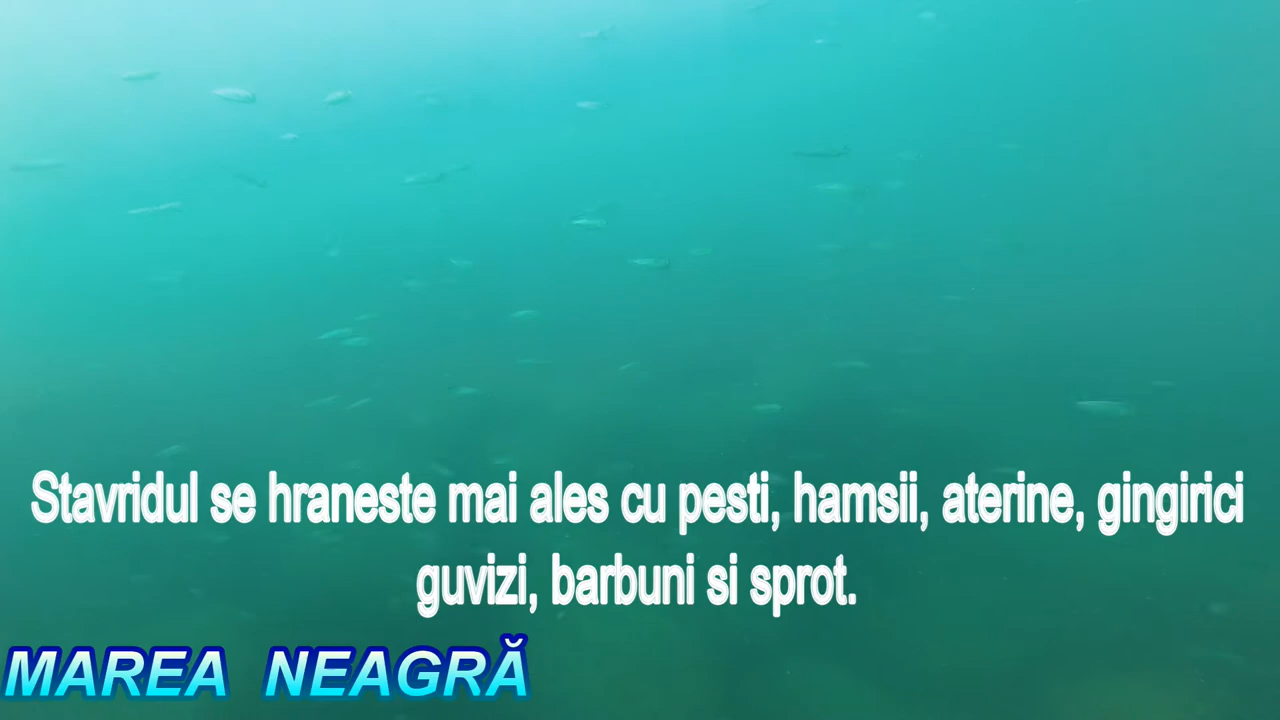 Stavridul se hraneste mai ales cu pesti, hamsii, aterine, gingirici
guvizi, barbuni si sprot.
MAREA NEAGRĂ